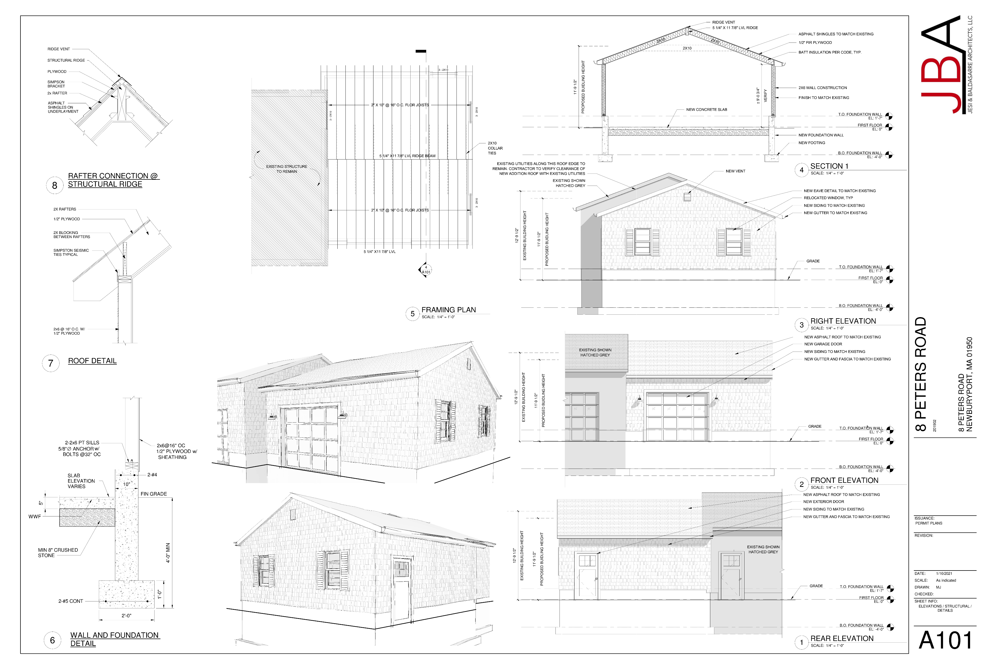 RIDGE VENT
STRUCTURAL RIDGE
PLYWOOD
SIMPSON
BRACKET
2x RAFTER
ASPHALT
SHINGLES ON
UNDERLAYMENT
8
RAFTER CONNECTION @
STRUCTURAL RIDGE
2X RAFTERS
1/2" PLYWOOD
2X BLOCKING
BETWEEN RAFTERS
SIMPSTON SEISMIC
TIES TYPICAL
2x6 @ 16" O.C. W/
1/2" PLYWOOD
7
ROOF DETAIL
2-2x6 PT SILLS
5/8"Ø ANCHOR w/
BOLTS @32" OC
2x6@16" OC
1/2" PLYWOOD w/
SHEATHING
SLAB
ELEVATION
VARIES
2-#4
10"
FIN GRADE
5"
WWF
MIN 8" CRUSHED
STONE
4'-0" MIN
2-#5 CONT
1'-0"
2'-0"
6
WALL AND FOUNDATION
DETAIL
3 - 2X10
2" X 10" @ 16" O.C. FLOR JOISTS
3 - 2X10
3 - 2X10
2X10
COLLAR
TIES
5 1/4" X11 7/8" LVL RIDGE BEAM
EXISTING STRUCTURE
TO REMAIN
2" X 10" @ 16" O.C. FLOR JOISTS
3 - 2X10
5 1/4" X11 7/8" LVL
4
A101
5
FRAMING PLAN
SCALE: 1/4" = 1'-0"
RIDGE VENT
5 1/4" X 11 7/8" LVL RIDGE
ASPHALT SHINGLES TO MATCH EXISTING
1/2" FIR PLYWOOD
BATT INSULATION PER CODE, TYP.
2X10
2X10
2X10
11'-9 1/2"
PROPOSED BUIDLING HEIGHT
± 9'-0 3/4"
VERIFY
2X6 WALL CONSTRUCTION
FINISH TO MATCH EXISTING
NEW CONCRETE SLAB
T.O. FOUNDATION WALL
EL: 1'-7"
FIRST FLOOR
EL: 0"
NEW FOUNDATION WALL
NEW FOOTING
B.O. FOUNDATION WALL
EL: -4'-0"
4
SECTION 1
SCALE: 1/4" = 1'-0"
EXISTING UTILITIES ALONG THIS ROOF EDGE TO
REMAIN. CONTRACTOR TO VERIFY CLEARANCE OF
NEW ADDITION ROOF WITH EXISTING UTILITIES
EXISTING SHOWN
HATCHED GREY
NEW VENT
NEW EAVE DETAIL TO MATCH EXISTING
RELOCATED WINDOW, TYP
NEW SIDING TO MATCH EXISTING
NEW GUTTER TO MATCH EXISTING
12'-9 1/2"
EXISTING BUILDING HEIGHT
11'-9 1/2"
PROPOSED BUIDLING HEIGHT
GRADE
T.O. FOUNDATION WALL
EL: 1'-7"
FIRST FLOOR
EL: 0"
B.O. FOUNDATION WALL
EL: -4'-0"
3
RIGHT ELEVATION
SCALE: 1/4" = 1'-0"
NEW ASPHALT ROOF TO MATCH EXISTING
NEW GARAGE DOOR
NEW SIDING TO MATCH EXISTING
NEW GUTTER AND FASCIA TO MATCH EXISTING
EXISTING SHOWN
HATCHED GREY
12'-9 1/2"
EXISTING BUILDING HEIGHT
11'-9 1/2"
PROPOSED BUIDLING HEIGHT
GRADE
T.O. FOUNDATION WALL
EL: 1'-7"
FIRST FLOOR
EL: 0"
B.O. FOUNDATION WALL
EL: -4'-0"
2
FRONT ELEVATION
SCALE: 1/4" = 1'-0"
NEW ASPHALT ROOF TO MATCH EXISTING
NEW EXTERIOR DOOR
NEW SIDING TO MATCH EXISTING
NEW GUTTER AND FASCIA TO MATCH EXISTING
EXISTING SHOWN
HATCHED GREY
12'-9 1/2"
EXISTING BUILDING HEIGHT
11'-9 1/2"
PROPOSED BUIDLING HEIGHT
GRADE
T.O. FOUNDATION WALL
EL: 1'-7"
FIRST FLOOR
EL: 0"
B.O. FOUNDATION WALL
EL: -4'-0"
1
REAR ELEVATION
SCALE: 1/4" = 1'-0"
JBA
JESI & BALDASARRE ARCHITECTS, LLC
8 PETERS ROAD
201902
8 PETERS ROAD
NEWBURYPORT, MA 01950
ISSUANCE:
PERMIT PLANS
REVISION:
DATE: 1/10/2021
SCALE: As indicated
DRAWN: MJ
CHECKED:
SHEET INFO:
ELEVATIONS / STRUCTURAL /
DETAILS
A101